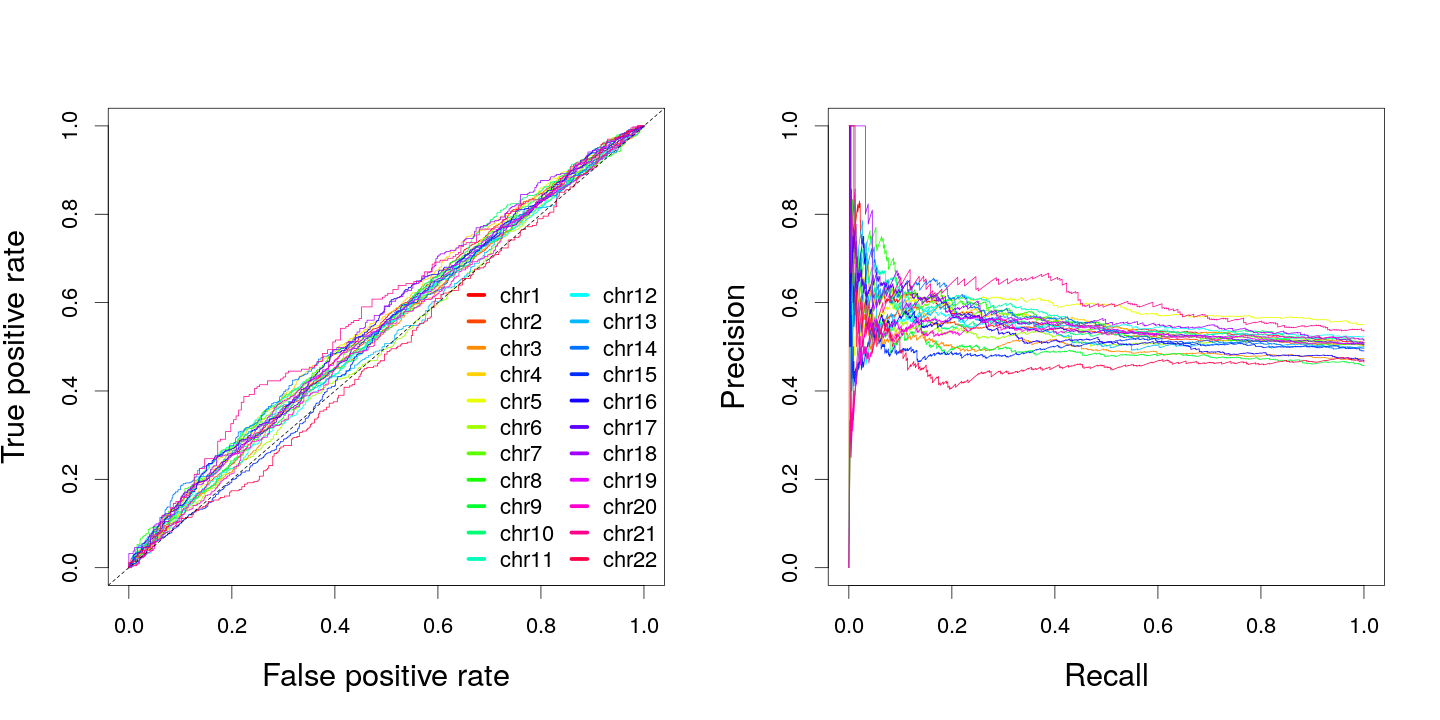 True positive rate
1.0
0.8
0.6
0.4
0.2
0.0
chr1
chr2
chr3
chr4
chr5
chr6
chr7
chr8
chr9
chr10
chr11
chr12
chr13
chr14
chr15
chr16
chr17
chr18
chr19
chr20
chr21
chr22
0.0 0.2 0.4 0.6 0.8 1.0
False positive rate
Precision
1.0
0.8
0.6
0.4
0.2
0.0
0.0 0.2 0.4 0.6 0.8 1.0
Recall